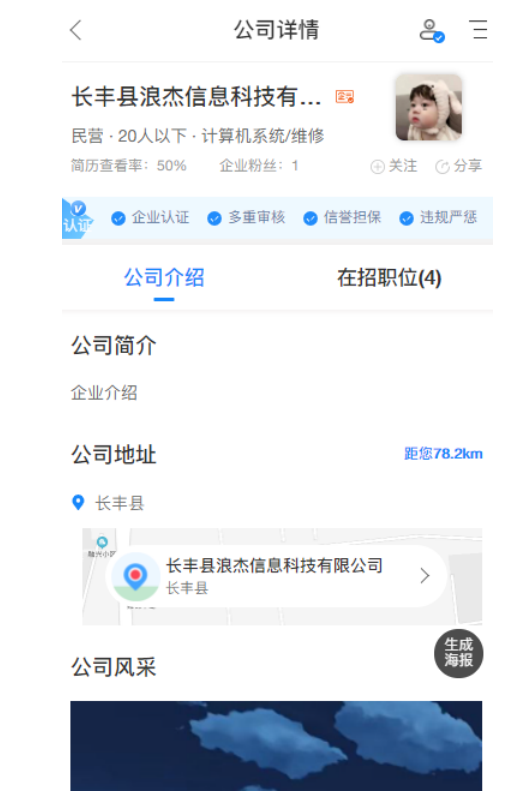 公司详情
长丰县浪杰信息科技有...
民营 · 20人以下 · 计算机系统/维修
简历查看率：50% 企业粉丝：1 关注 分享
V
认证 企业认证 多重审核 信誉担保 违规严惩
公司介绍 在招职位(4)
公司简介
企业介绍
公司地址 距您78.2km
长丰县
长丰县浪杰信息科技有限公司
长丰县
生成
海报
公司风采